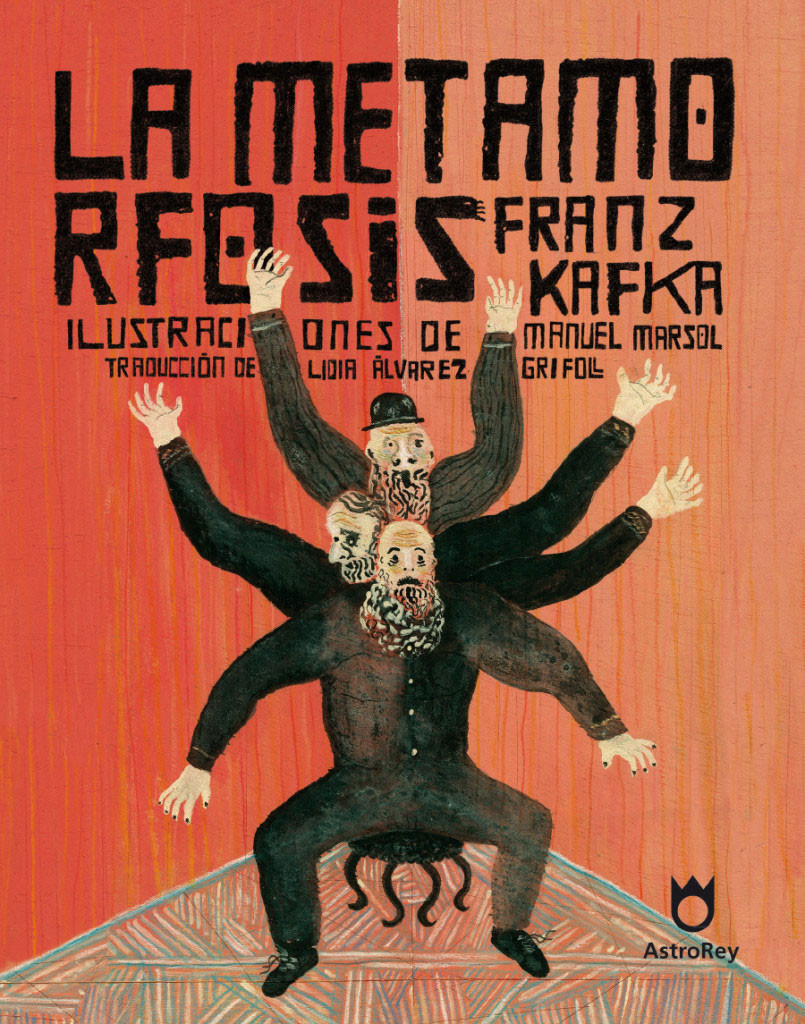 LA METAMO
RFOSiS FRANZ
KAFKA
ILUSTRACIONES DE MANUEL MARSOL
TRADUCCIÓN DE LIDIA ÁLVAREZ GRIFOLL
AstroRey